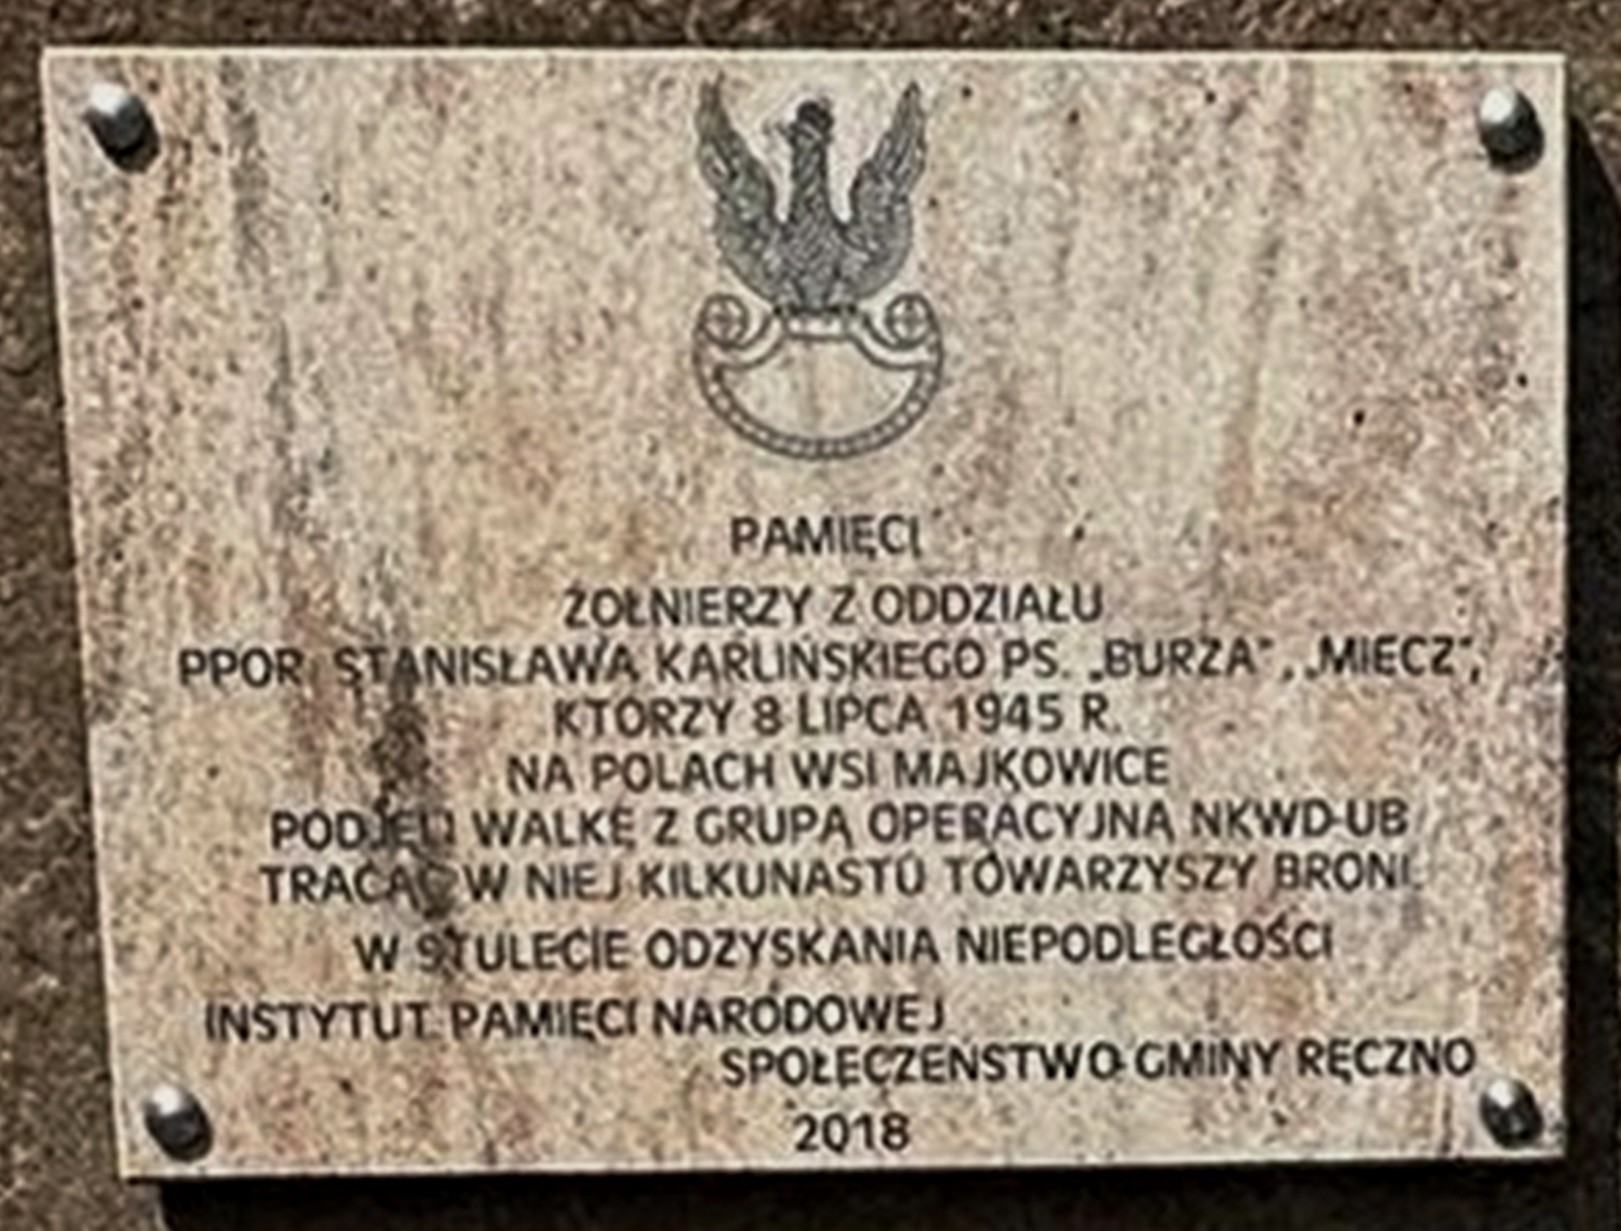 PAMIĘCI
ŻOŁNIERZY Z ODDZIAŁU
PPOR. STANISŁAWA KARLIŃSKIEGO PS. „BURZA”, „MIECZ”,
KTÓRZY 8 LIPCA 1945 R.
NA POLACH WSI MAJKOWICE
PODJĘLI WALKĘ Z GRUPĄ OPERACYJNĄ NKWD-UB
TRACĄC W NIEJ KILKUNASTU TOWARZYSZY BRONI.
W STULECIE ODZYSKANIA NIEPODLEGŁOŚCI
INSTYTUT PAMIĘCI NARODOWEJ
SPOŁECZEŃSTWO GMINY RĘCZNO
2018